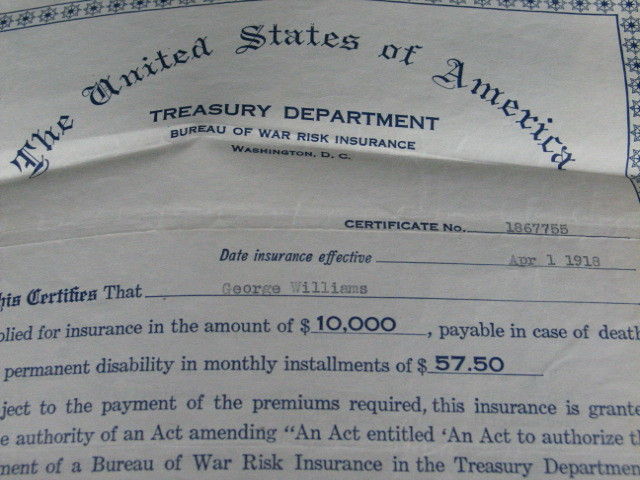 The United States of America
TREASURY DEPARTMENT
BUREAU OF WAR RISK INSURANCE
WASHINGTON, D. C.
CERTIFICATE No. 1867755
Date insurance effective Apr 1 1918
his Certifies That George Williams
plied for insurance in the amount of $ 10,000 , payable in case of death
permanent disability in monthly installments of $ 57.50
ject to the payment of the premiums required, this insurance is grante
e authority of an Act amending "An Act entitled 'An Act to authorize th
ment of a Bureau of War Risk Insurance in the Treasury Departmen